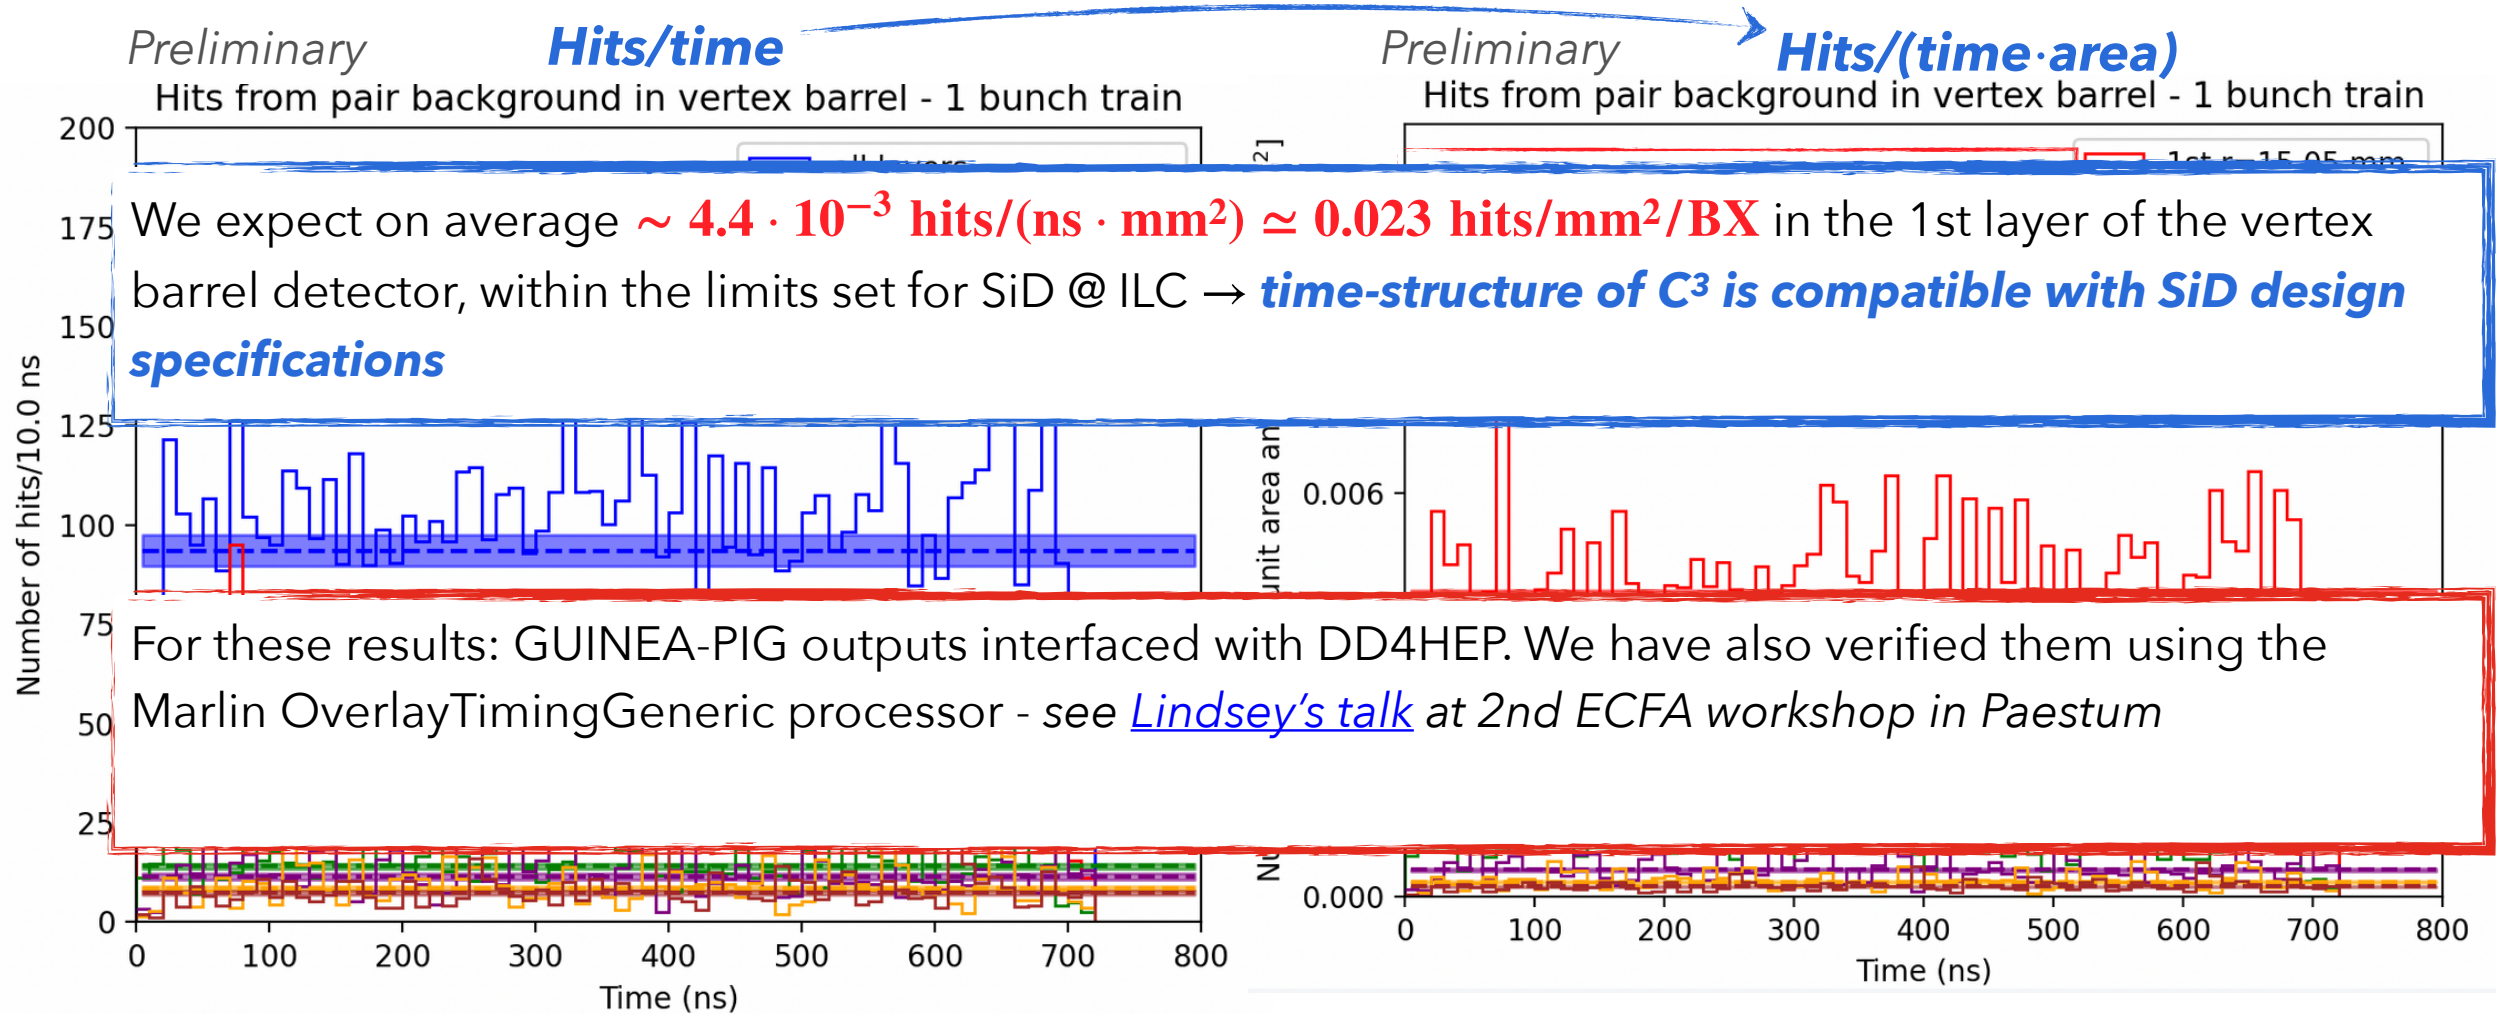 Preliminary
Hits/time
Preliminary
Hits/(time·area)
Hits from pair background in vertex barrel - 1 bunch train
Hits from pair background in vertex barrel - 1 bunch train
200
175
150
125
100
75
50
25
0
Number of hits/10.0 ns
layers
1st r=15.05 mm
We expect on average ~ 4.4 · 10⁻³ hits/(ns · mm²) ≃ 0.023 hits/mm²/BX in the 1st layer of the vertex
barrel detector, within the limits set for SiD @ ILC → time-structure of C³ is compatible with SiD design
specifications
unit area
0.006
For these results: GUINEA-PIG outputs interfaced with DD4HEP. We have also verified them using the
Marlin OverlayTimingGeneric processor - see Lindsey's talk at 2nd ECFA workshop in Paestum
0.000
0 100 200 300 400 500 600 700 800
Time (ns)
0 100 200 300 400 500 600 700 800
Time (ns)